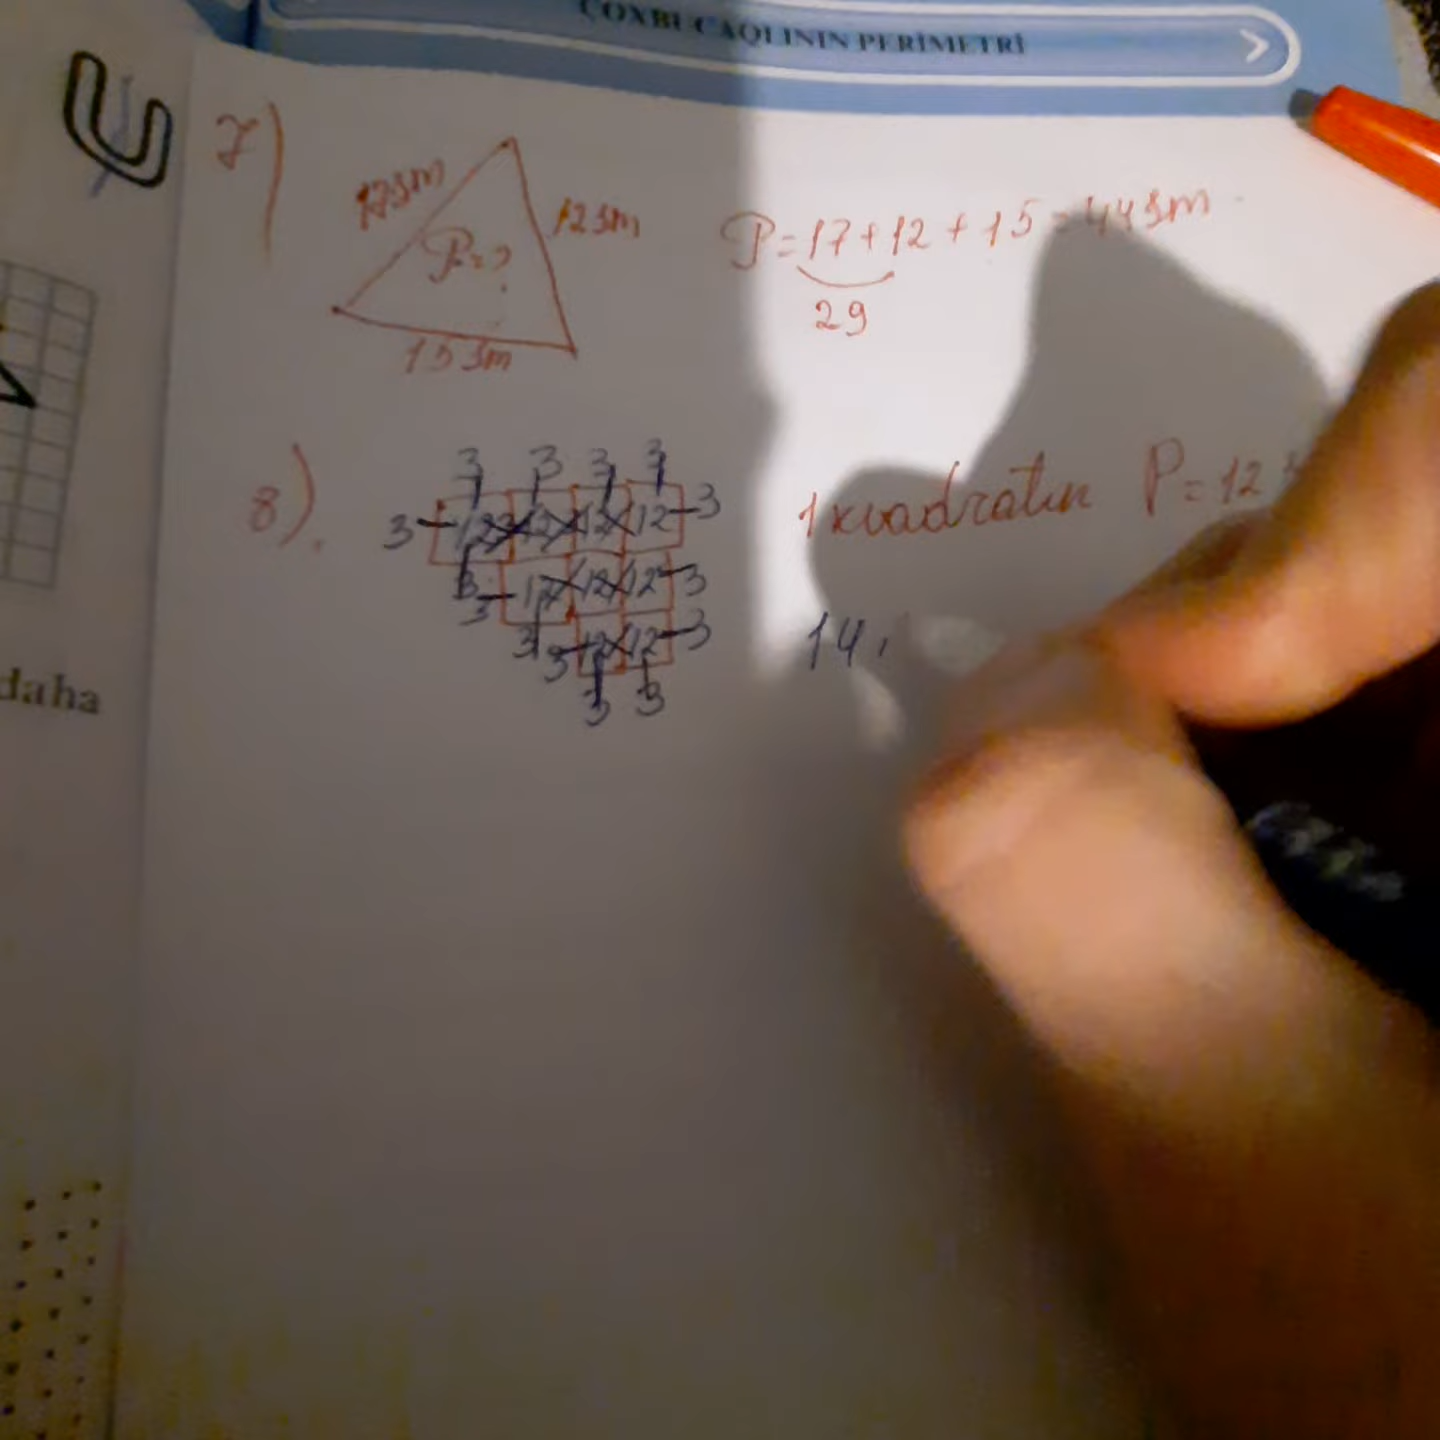 ÇOXBUCAQLININ PERİMETRİ
7)
17sm
12sm
P=?
15sm
P=17+12+15=44sm
29
8).
3 3 3 3
3 12 12 12 12 3
3
3 12 12 12 3
3
3 12 12 3
3 3
1 kvadratın P=12
14
daha